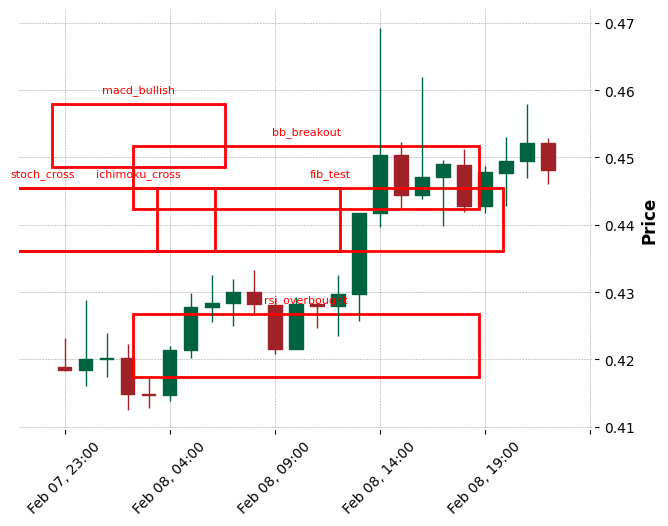 0.47
0.46
macd_bullish
0.45
bb_breakout
stoch_cross
ichimoku_cross
fib_test
0.44
Price
0.43
rsi_overbought
0.42
0.41
Feb 07, 23:00
Feb 08, 04:00
Feb 08, 09:00
Feb 08, 14:00
Feb 08, 19:00